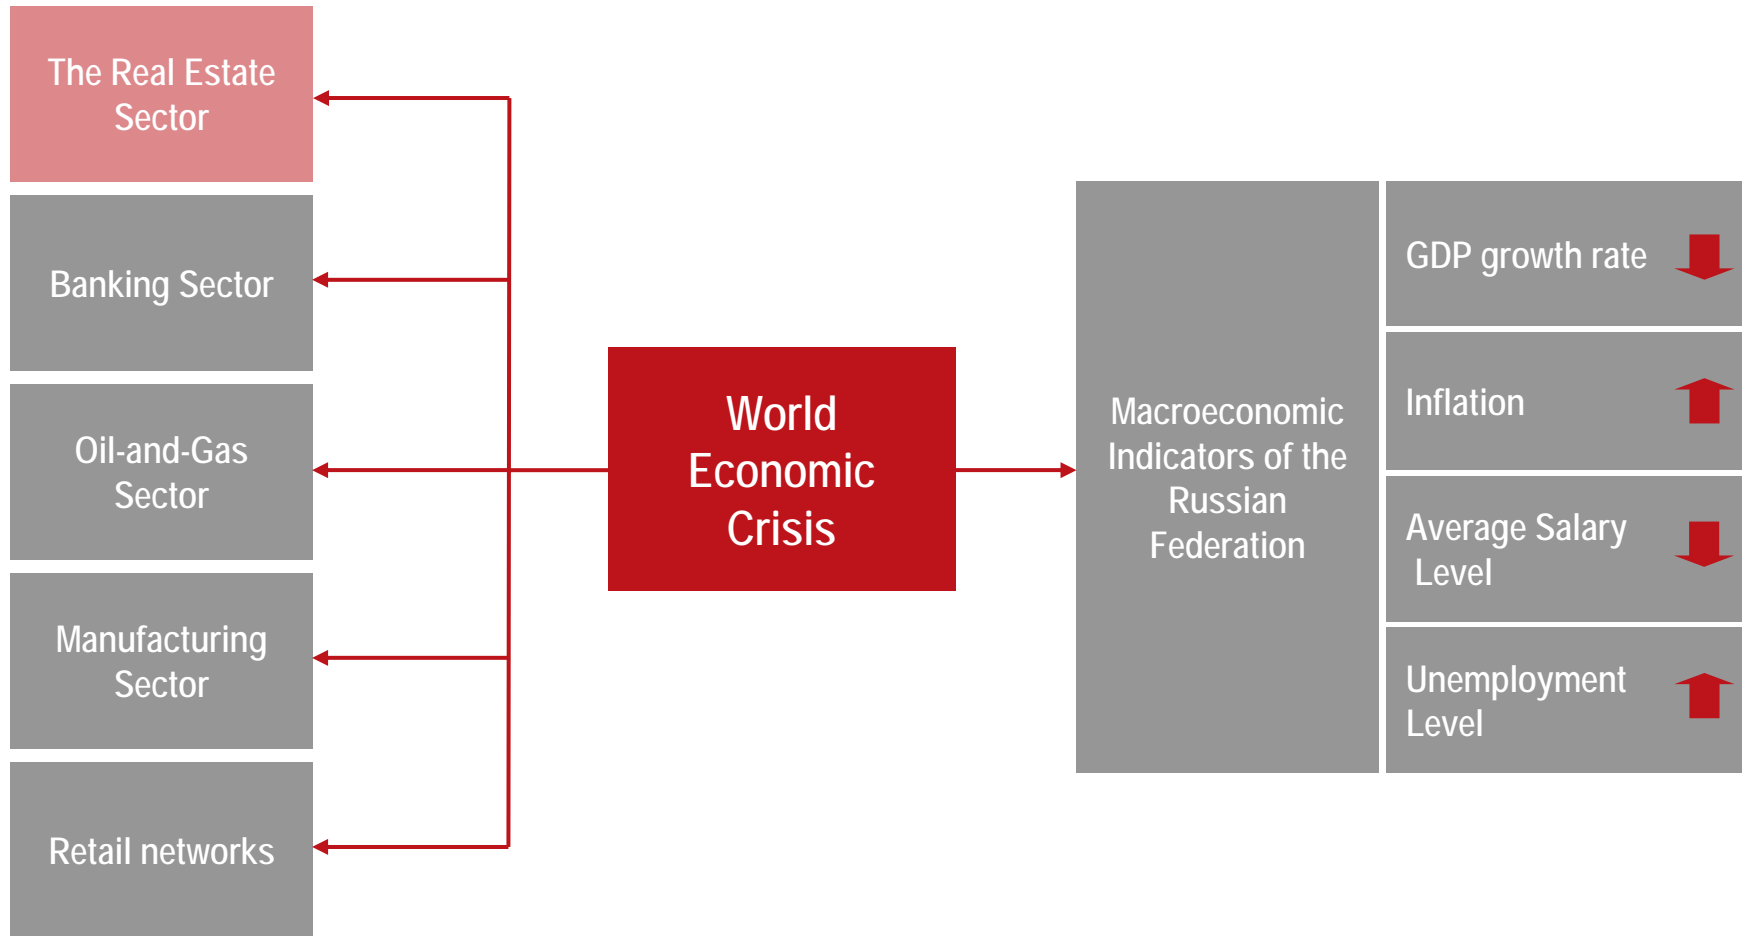 The Real Estate
Sector
Banking Sector
Oil-and-Gas
Sector
Manufacturing
Sector
Retail networks
World
Economic
Crisis
Macroeconomic
Indicators of the
Russian
Federation
GDP growth rate
Inflation
Average Salary
Level
Unemployment
Level